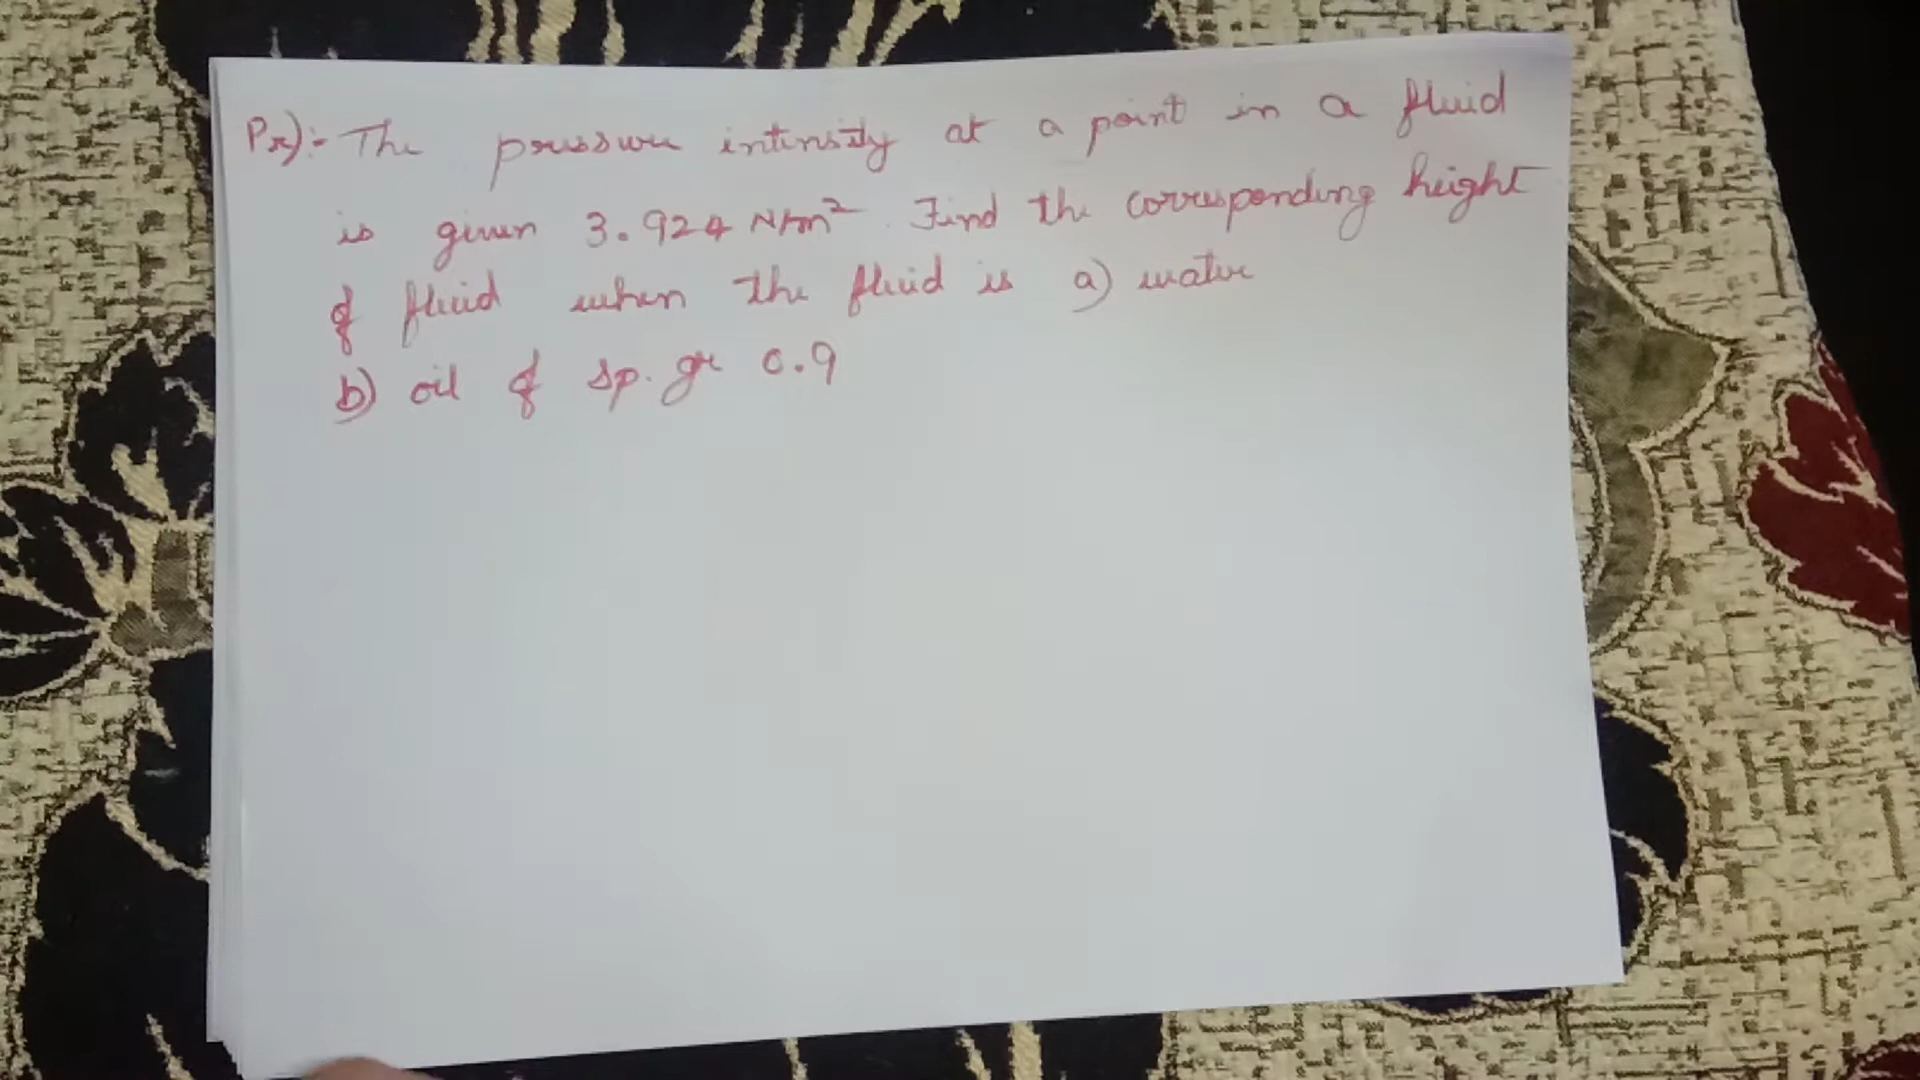 Px):- The pressure intensity at a point in a fluid
is given 3.924 N/m². Find the corresponding height
of fluid when the fluid is a) water
b) oil of sp. gr 0.9